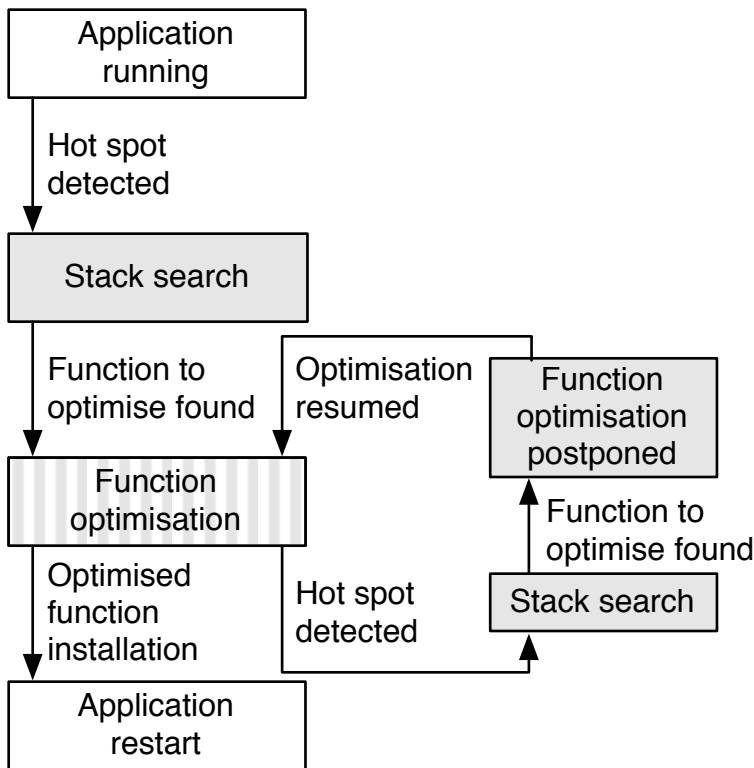 Application
running
Hot spot
detected
Stack search
Function to
optimise found
Optimisation
resumed
Function
optimisation
postponed
Function
optimisation
Function to
optimise found
Optimised
function
installation
Hot spot
detected
Stack search
Application
restart